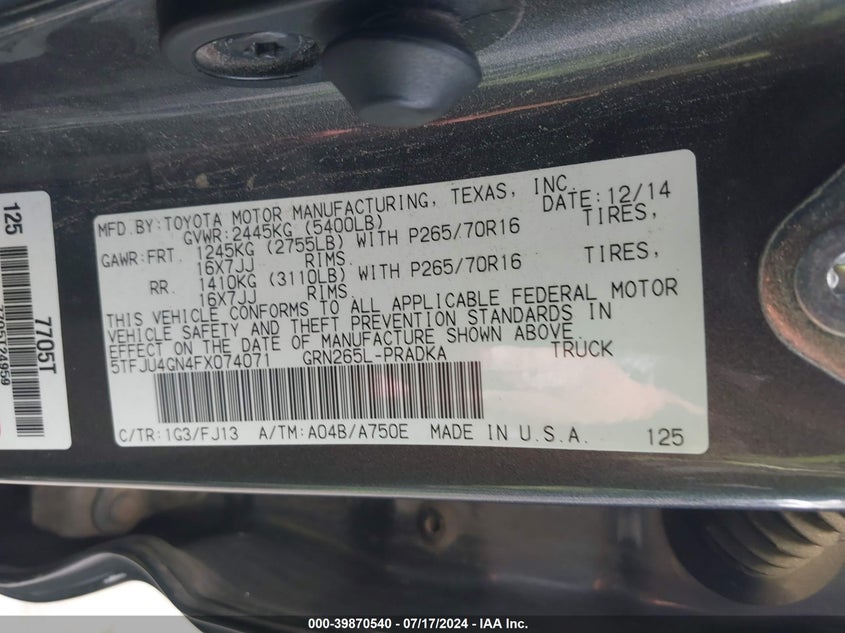 MFD.BY:TOYOTA MOTOR MANUFACTURING, TEXAS, INC. DATE:12/14
GVWR:2445KG (5400LB)
GAWR:FRT. 1245KG (2755LB) WITH P265/70R16 TIRES,
16X7JJ RIMS.
RR. 1410KG (3110LB) WITH P265/70R16 TIRES,
16X7JJ RIMS.
THIS VEHICLE CONFORMS TO ALL APPLICABLE FEDERAL MOTOR
VEHICLE SAFETY AND THEFT PREVENTION STANDARDS IN
EFFECT ON THE DATE OF MANUFACTURE SHOWN ABOVE.
5TFJU4GN4FX074071 GRN265L-PRADKA TRUCK
C/TR:1G3/FJ13 A/TM:A04B/A750E MADE IN U.S.A. 125
125
7705T
000-39870540 - 07/17/2024 - IAA Inc.